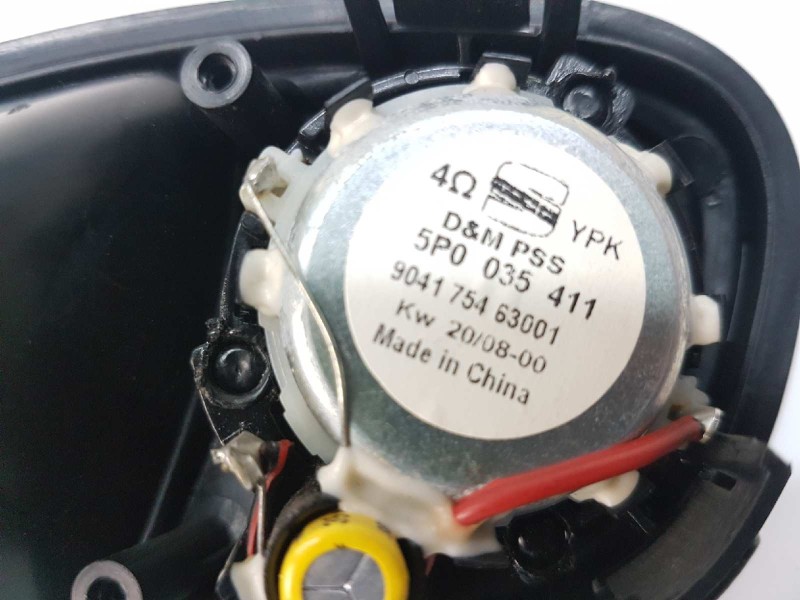 4Ω YPK
D&M PSS
5P0 035 411
9041 754 63001
Kw 20/08-00
Made in China